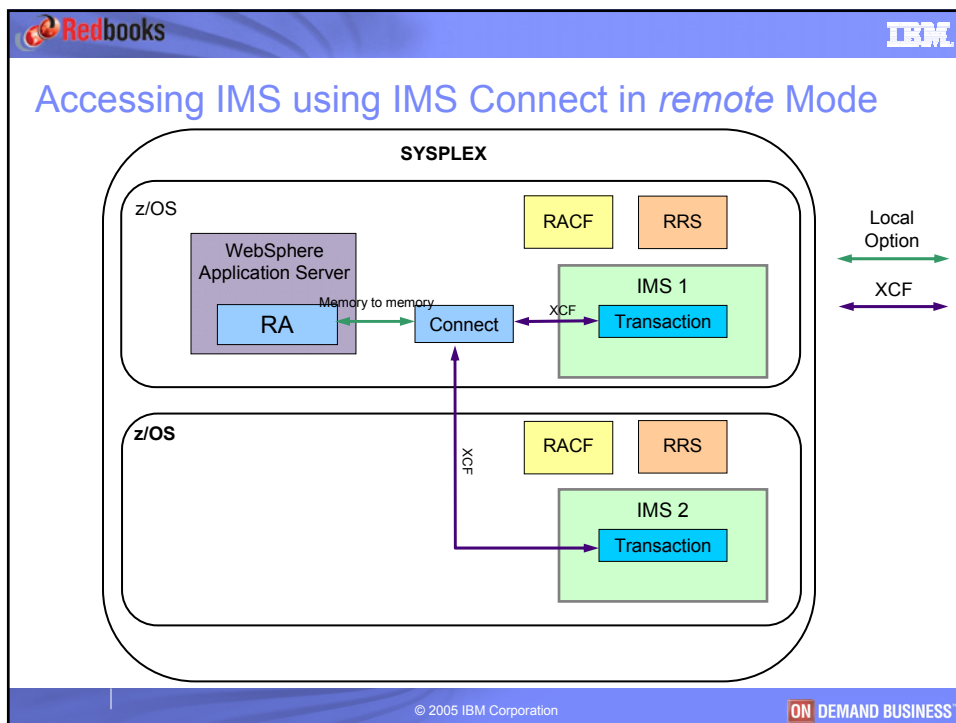 Redbooks
IBM.
Accessing IMS using IMS Connect in remote Mode
SYSPLEX
z/OS
RACF
RRS
WebSphere
Application Server
Memory to memory
RA
Connect
XCF
IMS 1
Transaction
Local
Option
XCF
z/OS
XCF
RACF
RRS
IMS 2
Transaction
© 2005 IBM Corporation
ON DEMAND BUSINESS™